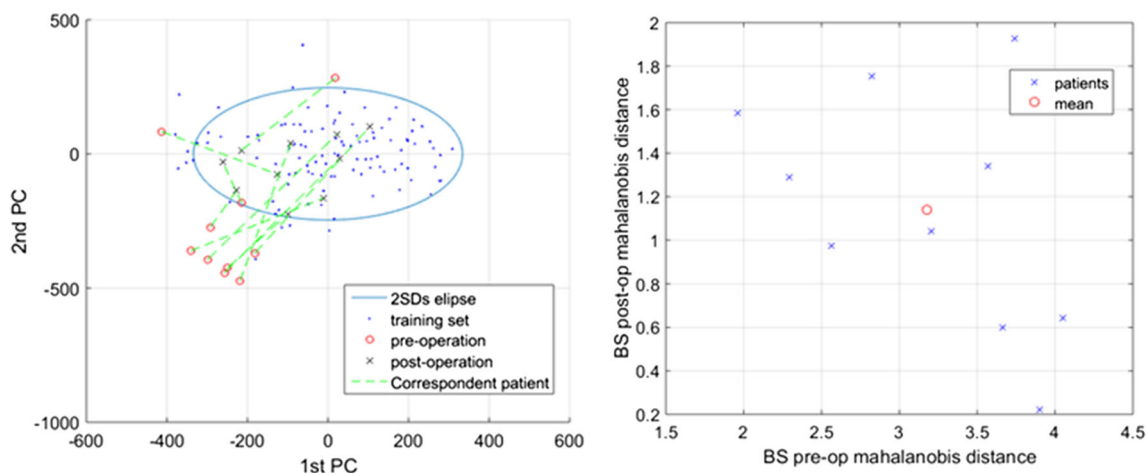 500
0
-500
-1000
-600
-400
-200
0
200
400
600
2nd PC
1st PC
2SDs elipse
training set
pre-operation
post-operation
Correspondent patient
2
1.8
1.6
1.4
1.2
1
0.8
0.6
0.4
0.2
1.5
2
2.5
3
3.5
4
4.5
BS post-op mahalanobis distance
BS pre-op mahalanobis distance
patients
mean